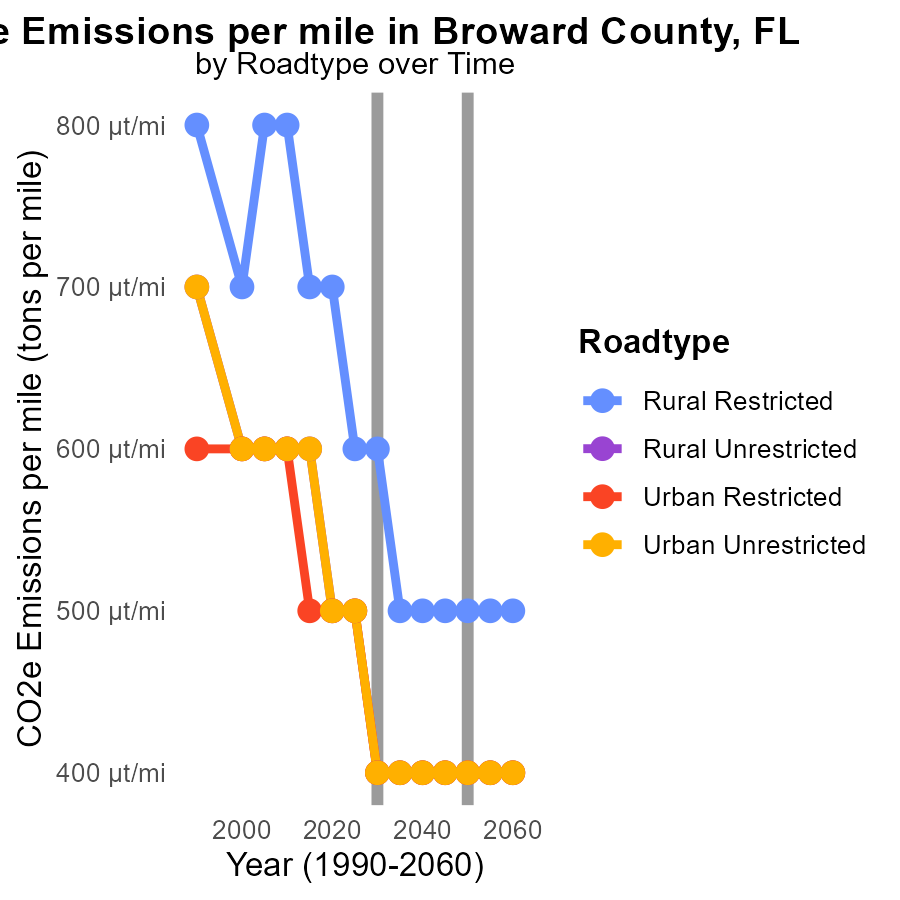 e Emissions per mile in Broward County, FL
by Roadtype over Time
CO2e Emissions per mile (tons per mile)
800 µt/mi
700 µt/mi
600 µt/mi
500 µt/mi
400 µt/mi
2000 2020 2040 2060
Year (1990-2060)
Roadtype
Rural Restricted
Rural Unrestricted
Urban Restricted
Urban Unrestricted